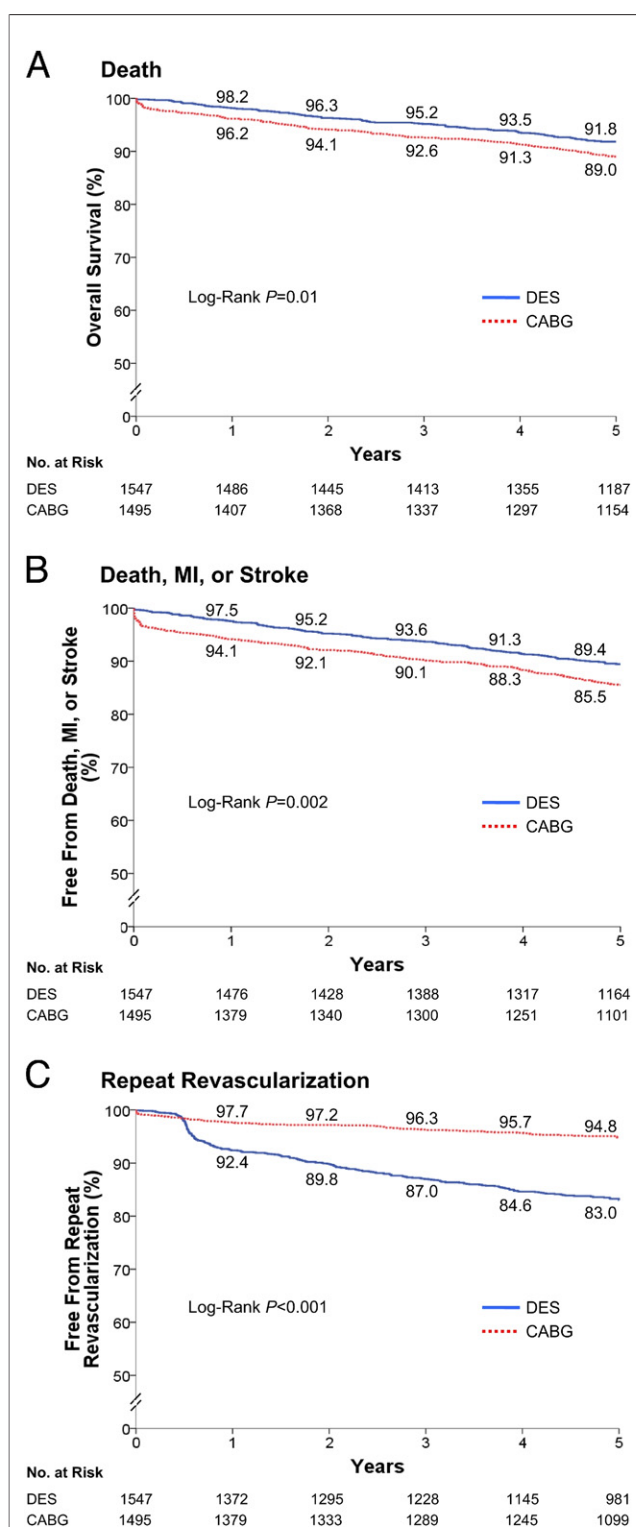 A Death
100
98.2 96.3 95.2 93.5 91.8
96.2 94.1 92.6 91.3 89.0
90
80
70
60
50
0
Overall Survival (%)
Log-Rank P=0.01
DES
CABG
0 1 2 3 4 5
Years
No. at Risk
DES 1547 1486 1445 1413 1355 1187
CABG 1495 1407 1368 1337 1297 1154
B Death, MI, or Stroke
100
97.5 95.2 93.6 91.3 89.4
94.1 92.1 90.1 88.3 85.5
90
80
70
60
50
0
Free From Death, MI, or Stroke
(%)
Log-Rank P=0.002
DES
CABG
0 1 2 3 4 5
Years
No. at Risk
DES 1547 1476 1428 1388 1317 1164
CABG 1495 1379 1340 1300 1251 1101
C Repeat Revascularization
100
97.7 97.2 96.3 95.7 94.8
92.4 89.8 87.0 84.6 83.0
90
80
70
60
50
0
Free From Repeat
Revascularization (%)
Log-Rank P<0.001
DES
CABG
0 1 2 3 4 5
Years
No. at Risk
DES 1547 1372 1295 1228 1145 981
CABG 1495 1379 1333 1289 1245 1099